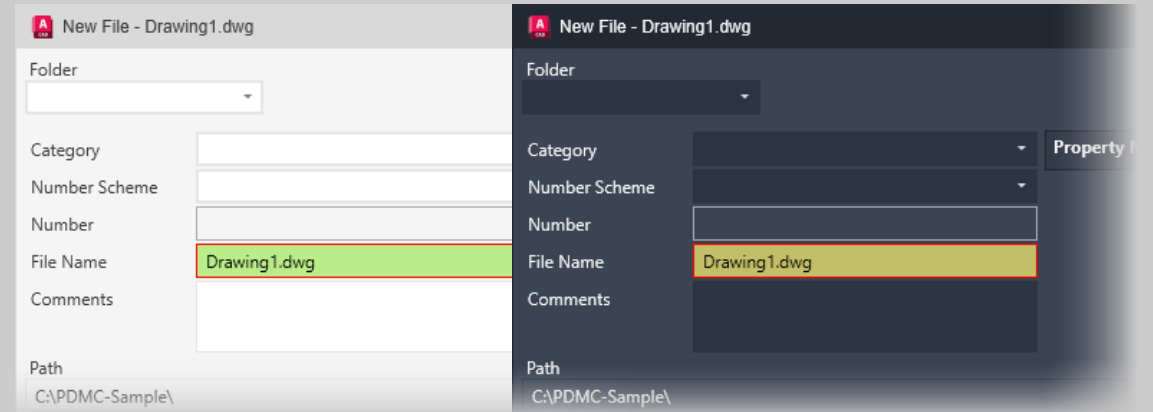 New File - Drawing1.dwg
Folder
Category
Number Scheme
Number
File Name
Drawing1.dwg
Comments
Path
C:\PDMC-Sample\
New File - Drawing1.dwg
Folder
Category
Property
Number Scheme
Number
File Name
Drawing1.dwg
Comments
Path
C:\PDMC-Sample\